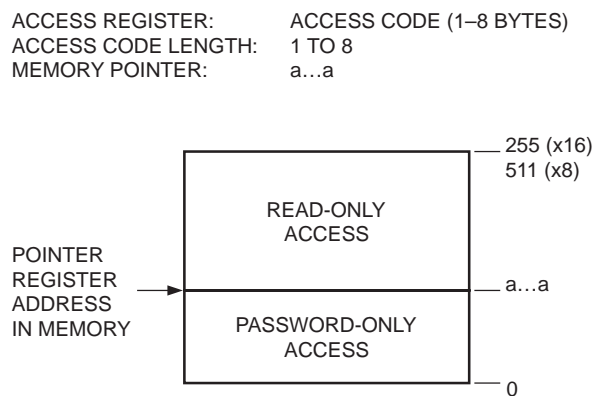 ACCESS REGISTER: ACCESS CODE (1–8 BYTES)
ACCESS CODE LENGTH: 1 TO 8
MEMORY POINTER: a…a
255 (x16)
511 (x8)
READ-ONLY
ACCESS
POINTER
REGISTER
ADDRESS
IN MEMORY
a…a
PASSWORD-ONLY
ACCESS
0